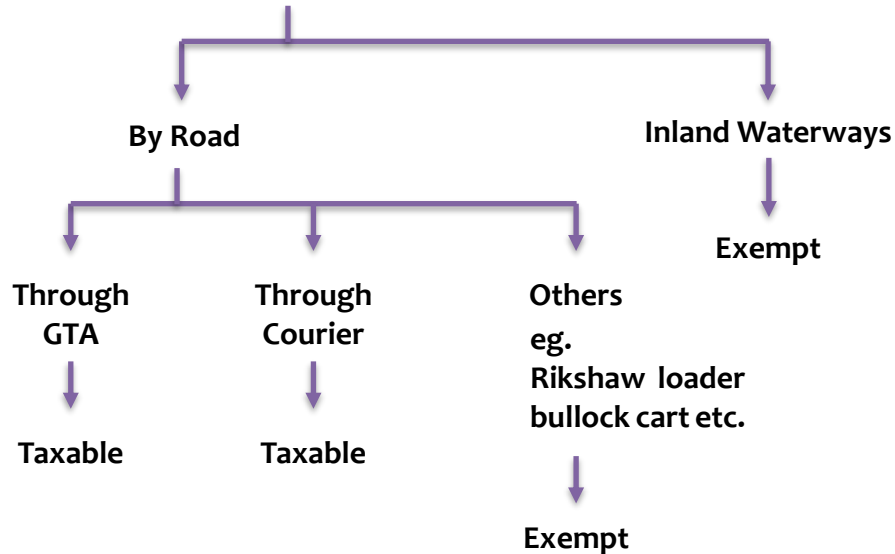 By Road
Inland Waterways
Exempt
Through
GTA
Taxable
Through
Courier
Taxable
Others
eg.
Rikshaw loader
bullock cart etc.
Exempt